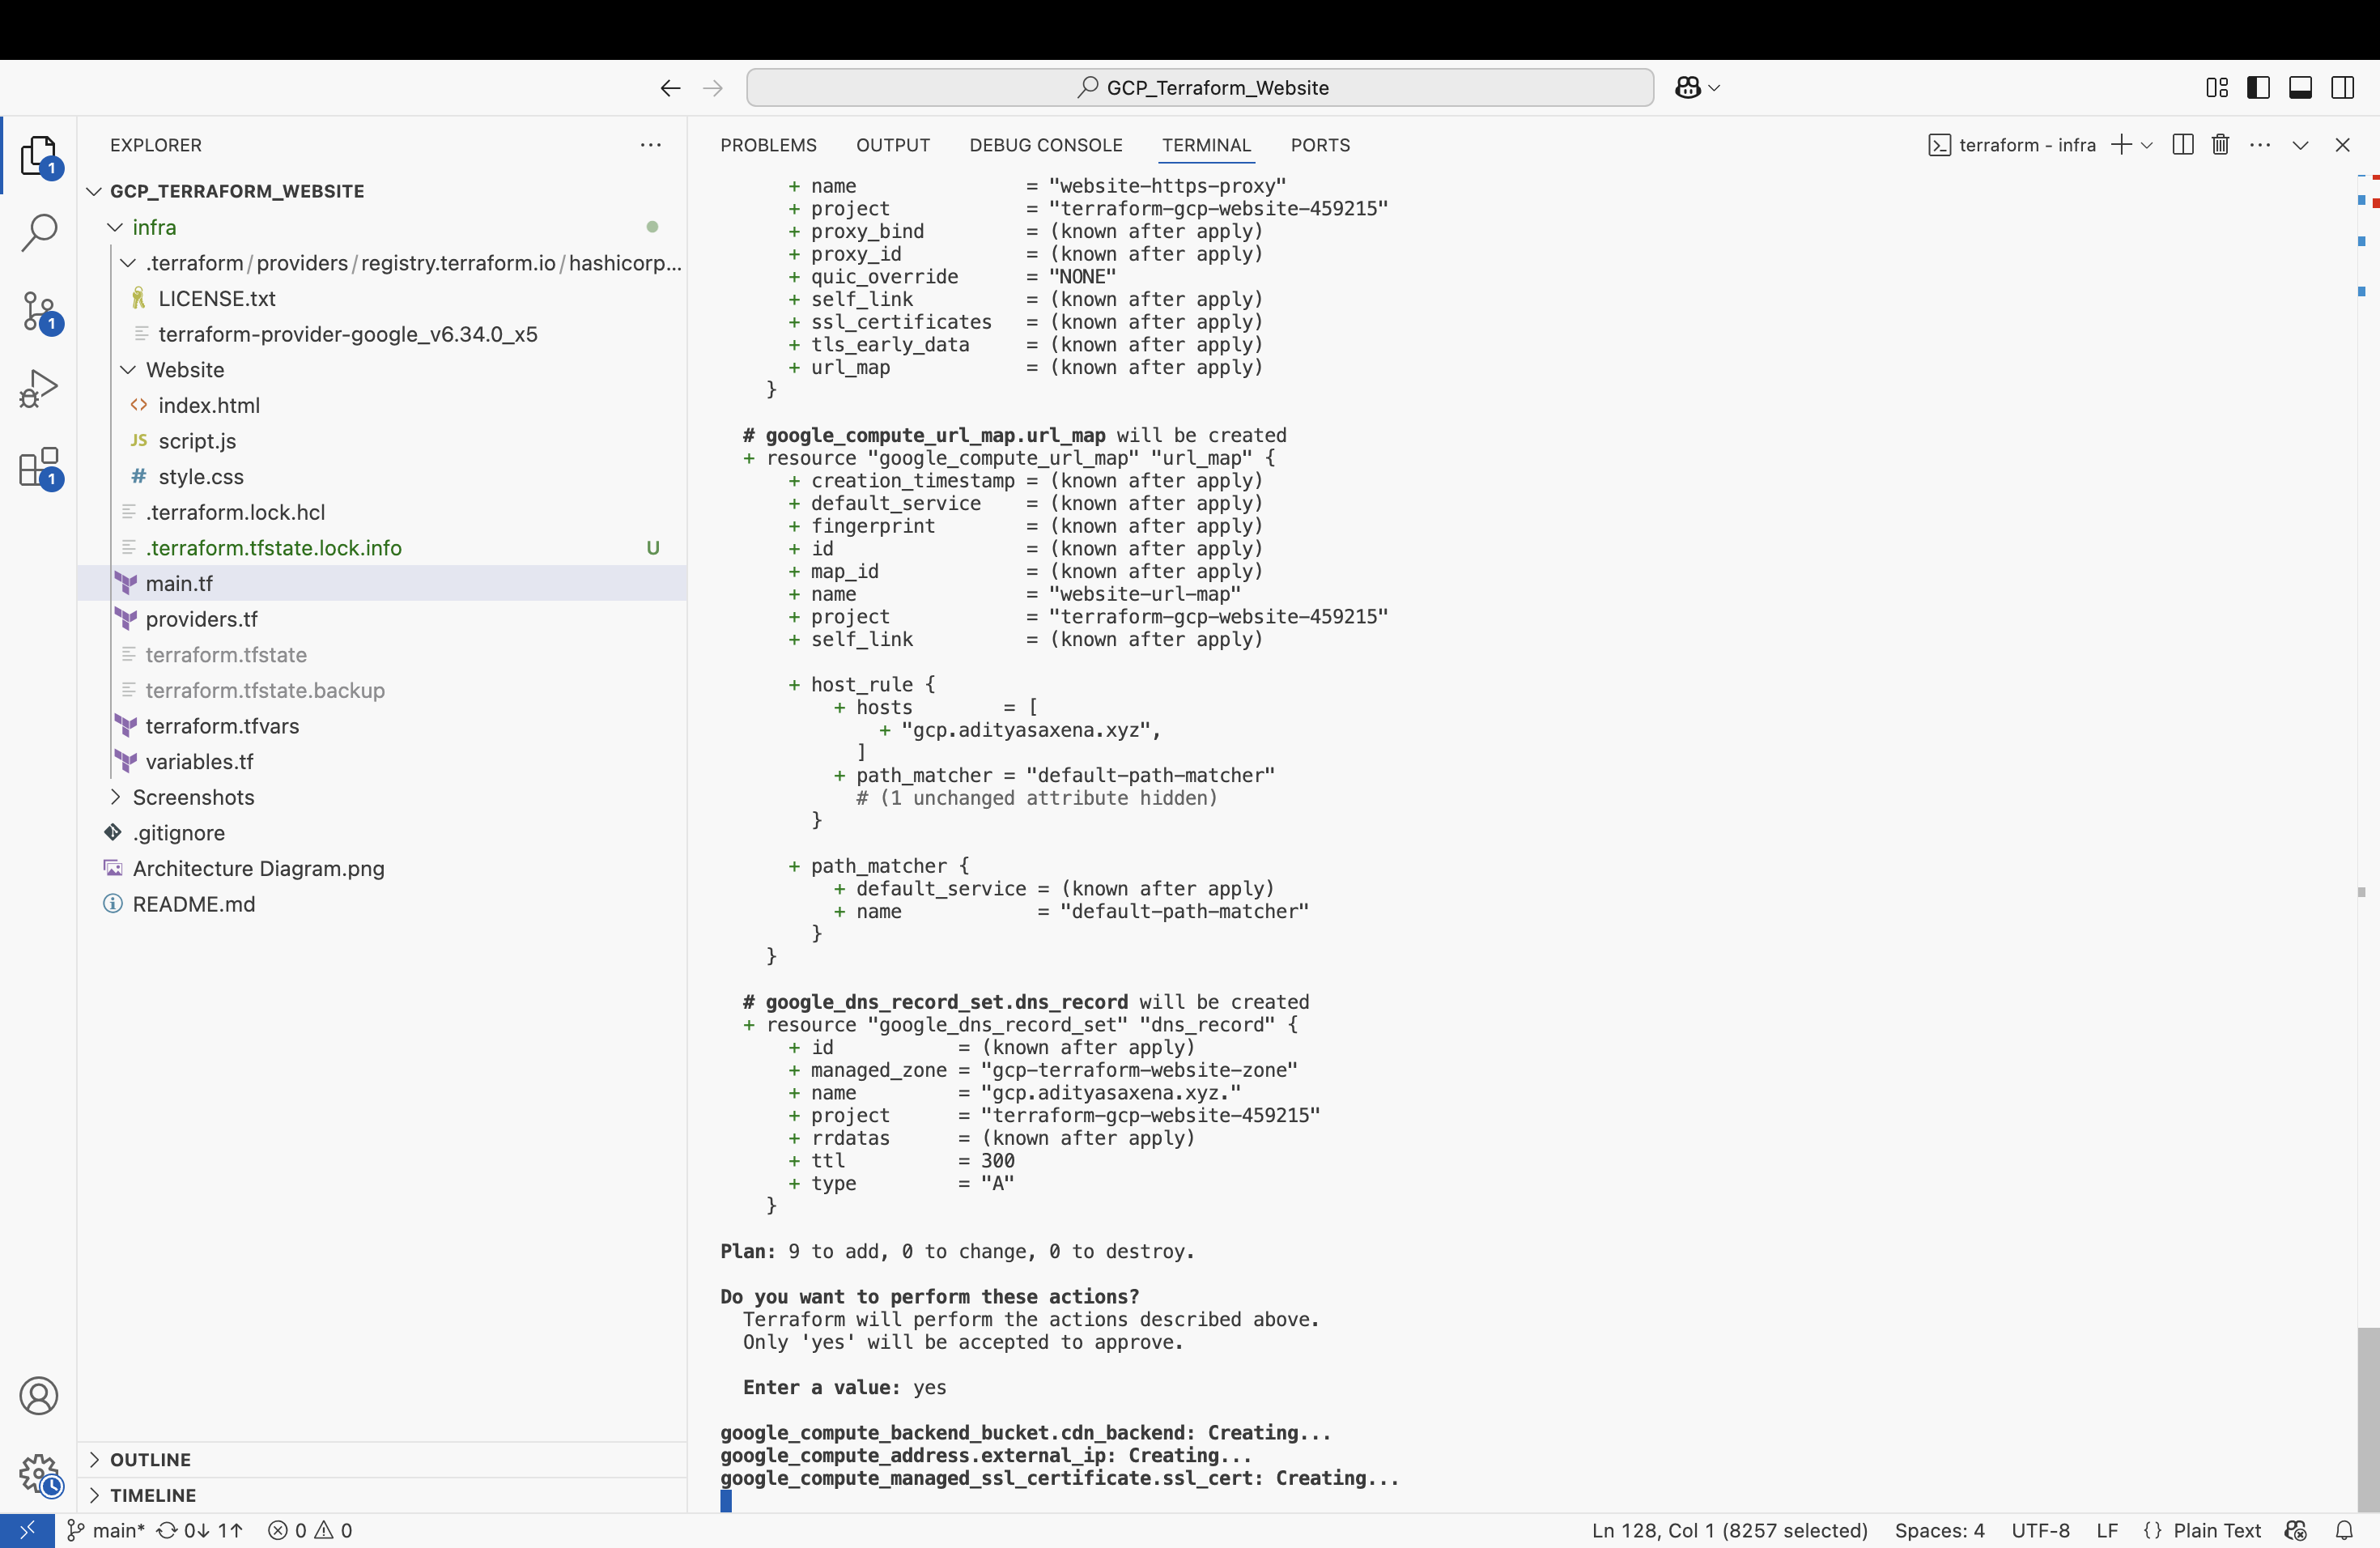 GCP_Terraform_Website
EXPLORER
GCP_TERRAFORM_WEBSITE
infra
.terraform/providers/registry.terraform.io/hashicorp...
LICENSE.txt
terraform-provider-google_v6.34.0_x5
Website
index.html
JS script.js
# style.css
.terraform.lock.hcl
.terraform.tfstate.lock.info U
main.tf
providers.tf
terraform.tfstate
terraform.tfstate.backup
terraform.tfvars
variables.tf
Screenshots
.gitignore
Architecture Diagram.png
README.md
OUTLINE
TIMELINE
1
1
1
PROBLEMS OUTPUT DEBUG CONSOLE TERMINAL PORTS
terraform - infra
+ name = "website-https-proxy"
+ project = "terraform-gcp-website-459215"
+ proxy_bind = (known after apply)
+ proxy_id = (known after apply)
+ quic_override = "NONE"
+ self_link = (known after apply)
+ ssl_certificates = (known after apply)
+ tls_early_data = (known after apply)
+ url_map = (known after apply)
}
# google_compute_url_map.url_map will be created
+ resource "google_compute_url_map" "url_map" {
+ creation_timestamp = (known after apply)
+ default_service = (known after apply)
+ fingerprint = (known after apply)
+ id = (known after apply)
+ map_id = (known after apply)
+ name = "website-url-map"
+ project = "terraform-gcp-website-459215"
+ self_link = (known after apply)
+ host_rule {
+ hosts = [
+ "gcp.adityasaxena.xyz",
]
+ path_matcher = "default-path-matcher"
# (1 unchanged attribute hidden)
}
+ path_matcher {
+ default_service = (known after apply)
+ name = "default-path-matcher"
}
}
# google_dns_record_set.dns_record will be created
+ resource "google_dns_record_set" "dns_record" {
+ id = (known after apply)
+ managed_zone = "gcp-terraform-website-zone"
+ name = "gcp.adityasaxena.xyz."
+ project = "terraform-gcp-website-459215"
+ rrdatas = (known after apply)
+ ttl = 300
+ type = "A"
}
Plan: 9 to add, 0 to change, 0 to destroy.
Do you want to perform these actions?
Terraform will perform the actions described above.
Only 'yes' will be accepted to approve.
Enter a value: yes
google_compute_backend_bucket.cdn_backend: Creating...
google_compute_address.external_ip: Creating...
google_compute_managed_ssl_certificate.ssl_cert: Creating...
main* 0↓ 1↑ 0 0
Ln 128, Col 1 (8257 selected) Spaces: 4 UTF-8 LF {} Plain Text